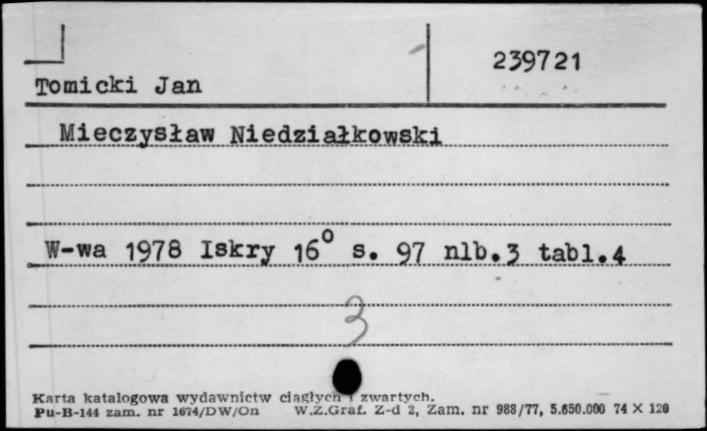 239721
Tomicki Jan
Mieczysław Niedziałkowski
W-wa 1978 Iskry 16° s. 97 nlb.3 tabl.4
3
Karta katalogowa wydawnictw ciągłych i zwartych.
Pu-B-144 zam. nr 1674/DW/On W.Z.Graf. Z-d 2, Zam. nr 988/77, 5.650.000 74 X 120